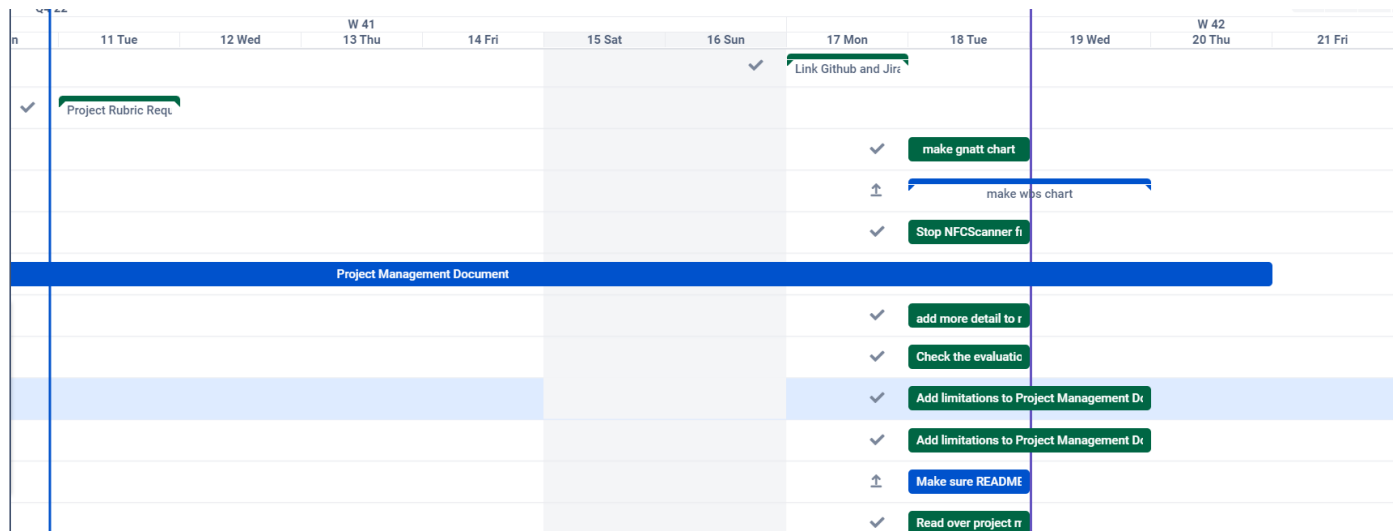 W 41
W 42
11 Tue
12 Wed
13 Thu
14 Fri
15 Sat
16 Sun
17 Mon
18 Tue
19 Wed
20 Thu
21 Fri
Link Github and Jira
Project Rubric Requ
make gnatt chart
make wbs chart
Stop NFCScanner fr
Project Management Document
add more detail to r
Check the evaluatic
Add limitations to Project Management Do
Add limitations to Project Management Do
Make sure README
Read over project m